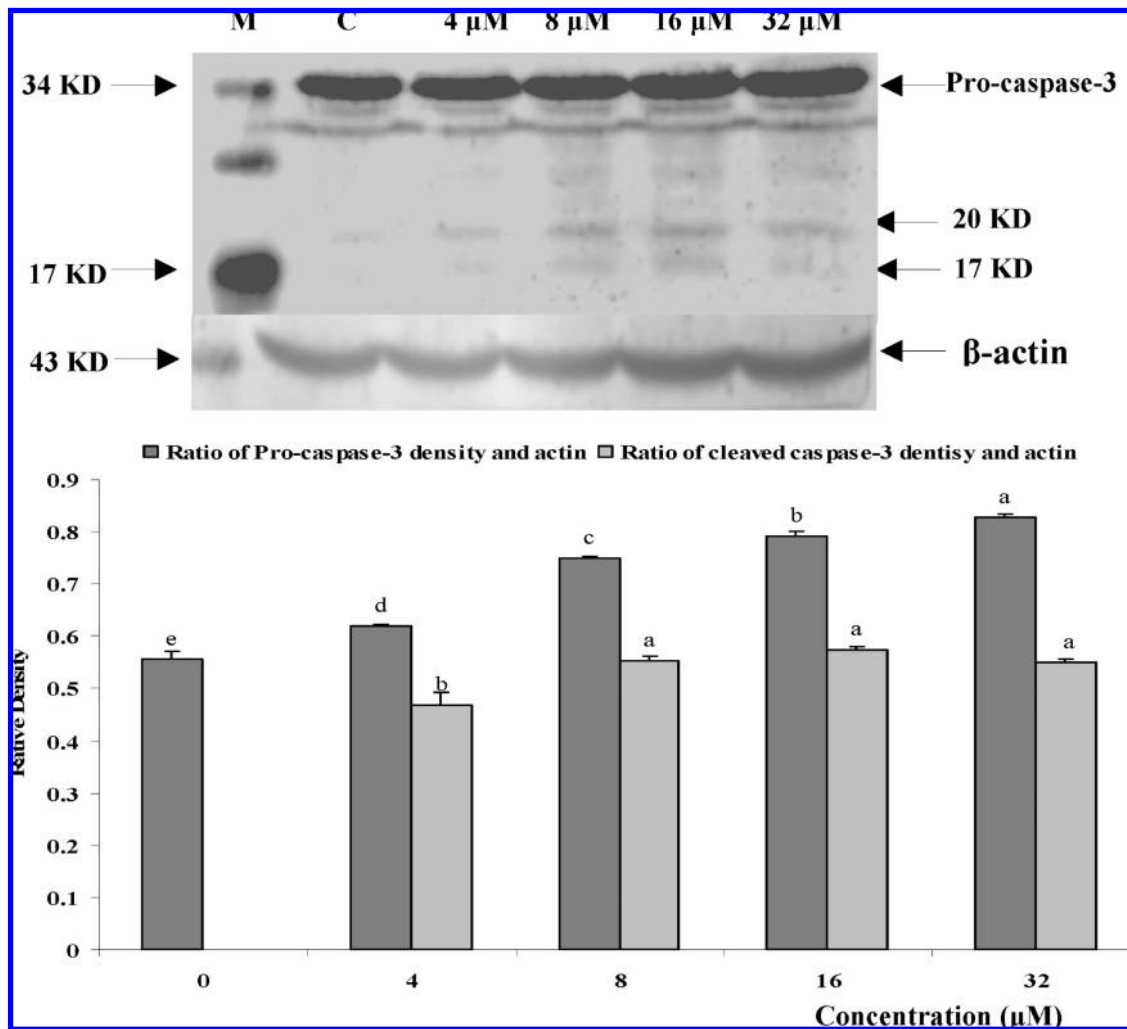 M C 4 μM 8 μM 16 μM 32 μM
34 KD Pro-caspase-3
20 KD
17 KD 17 KD
43 KD β-actin
Ratio of Pro-caspase-3 density and actin Ratio of cleaved caspase-3 dentisy and actin
0.9
0.8
0.7
0.6
0.5
0.4
0.3
0.2
0.1
0
Rative Density
e
d
b
c
a
b
a
a
a
0 4 8 16 32
Concentration (μM)